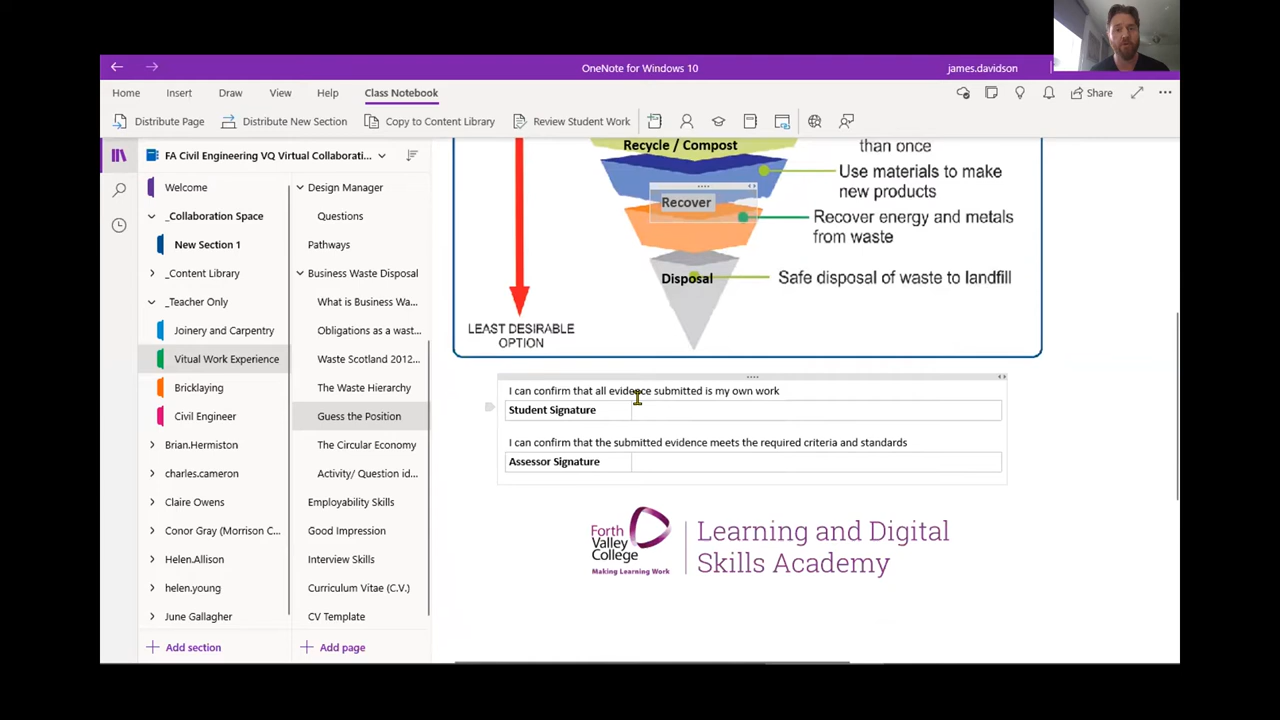 OneNote for Windows 10
james.davidson
Home Insert Draw View Help Class Notebook
Share
Distribute Page Distribute New Section Copy to Content Library Review Student Work
FA Civil Engineering VQ Virtual Collaborati...
Welcome
_Collaboration Space
New Section 1
_Content Library
_Teacher Only
Joinery and Carpentry
Vitual Work Experience
Bricklaying
Civil Engineer
Brian.Hermiston
charles.cameron
Claire Owens
Conor Gray (Morrison C...
Helen.Allison
helen.young
June Gallagher
Add section
Design Manager
Questions
Pathways
Business Waste Disposal
What is Business Wa...
Obligations as a wast...
Waste Scotland 2012...
The Waste Hierarchy
Guess the Position
The Circular Economy
Activity/ Question id...
Employability Skills
Good Impression
Interview Skills
Curriculum Vitae (C.V.)
CV Template
Add page
Recycle / Compost
than once
Use materials to make
new products
Recover
Recover energy and metals
from waste
Disposal
Safe disposal of waste to landfill
LEAST DESIRABLE
OPTION
I can confirm that all evidence submitted is my own work
Student Signature
I can confirm that the submitted evidence meets the required criteria and standards
Assessor Signature
Forth
Valley
College
Making Learning Work
Learning and Digital
Skills Academy